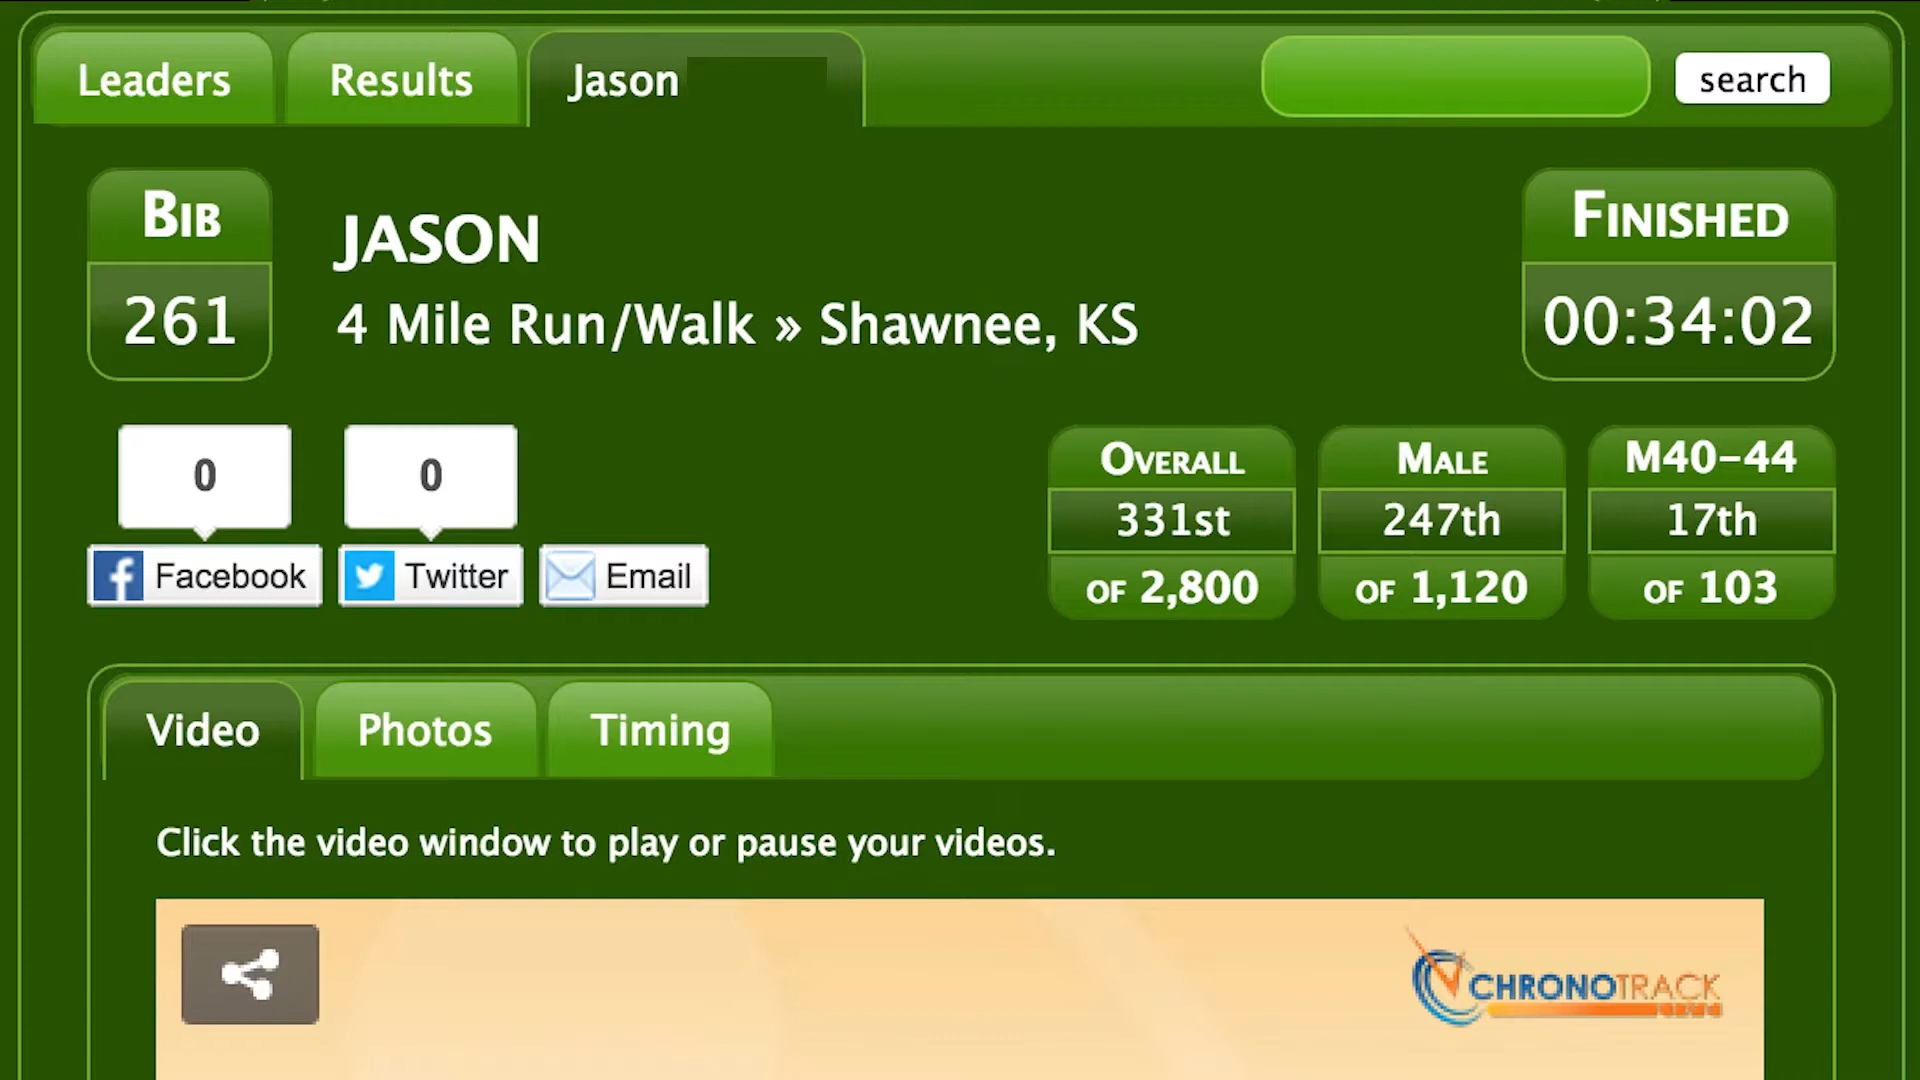 Leaders Results Jason search
BIB FINISHED
JASON
261 4 Mile Run/Walk » Shawnee, KS 00:34:02
0 0 OVERALL MALE M40–44
331st 247th 17th
Facebook Twitter Email OF 2,800 OF 1,120 OF 103
Video Photos Timing
Click the video window to play or pause your videos.
CHRONOTRACK